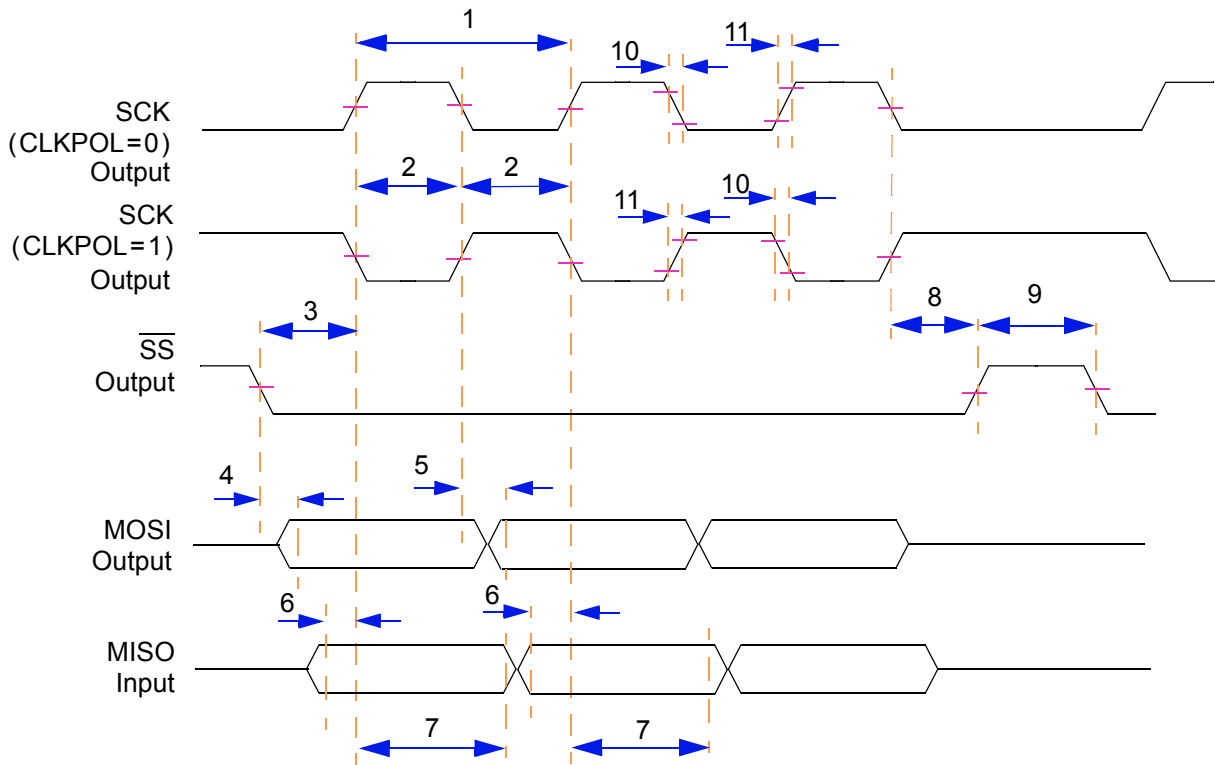 1
10
11
SCK
(CLKPOL=0)
Output
2
2
SCK
(CLKPOL=1)
Output
11
10
3
8
9
SS
Output
4
5
MOSI
Output
6
6
MISO
Input
7
7